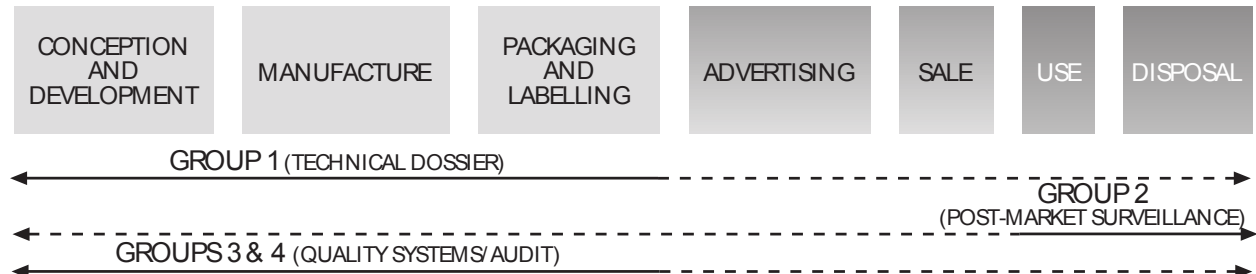 CONCEPTION
AND
DEVELOPMENT
MANUFACTURE
PACKAGING
AND
LABELLING
ADVERTISING
SALE
USE
DISPOSAL
GROUP 1 (TECHNICAL DOSSIER)
GROUP 2
(POST-MARKET SURVEILLANCE)
GROUPS 3 & 4 (QUALITY SYSTEMS/AUDIT)